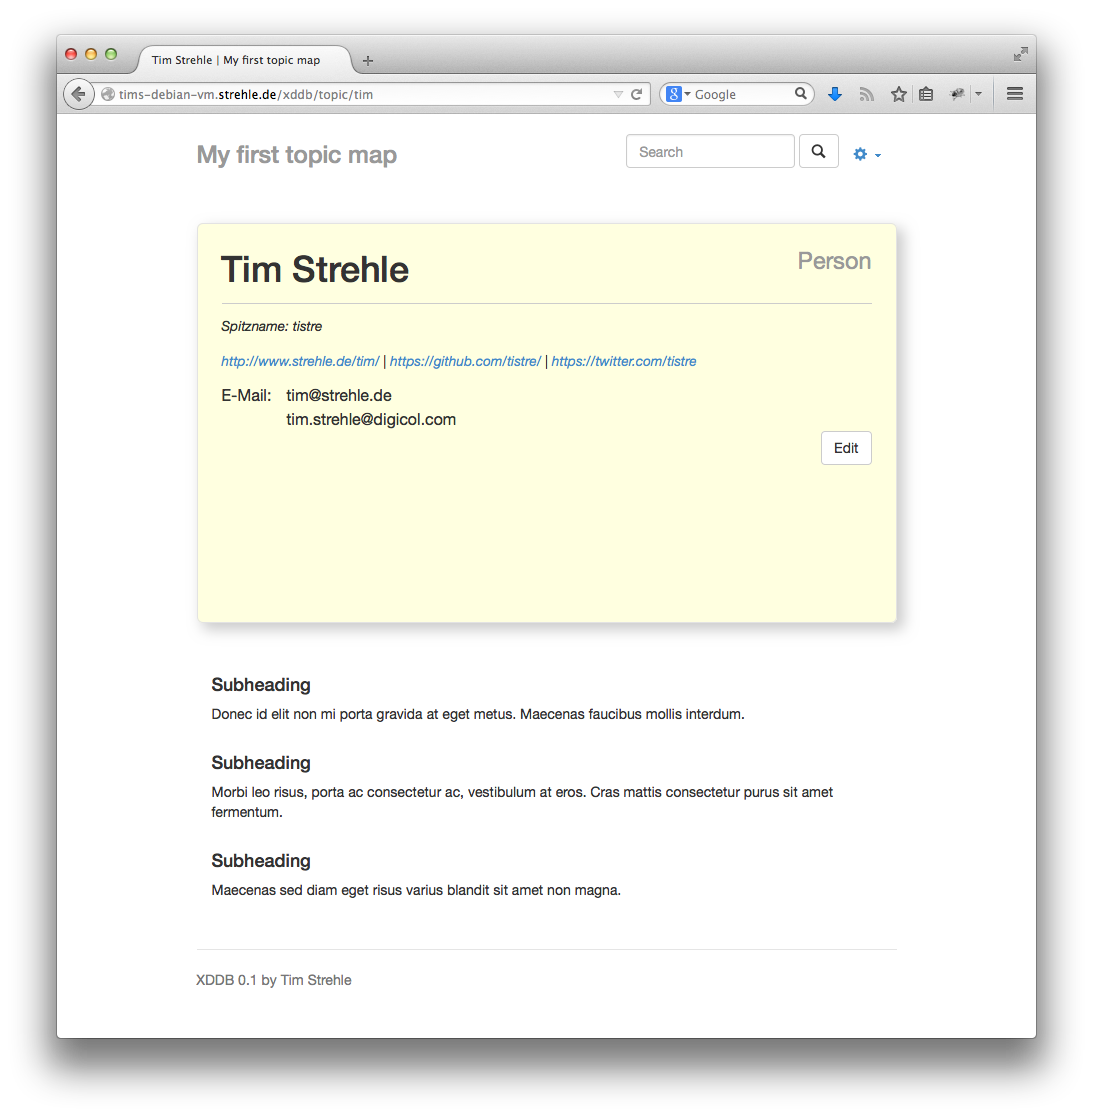 Tim Strehle | My first topic map
tims-debian-vm.strehle.de/xddb/topic/tim
Google
My first topic map
Search
Tim Strehle
Person
Spitzname: tistre
http://www.strehle.de/tim/ | https://github.com/tistre/ | https://twitter.com/tistre
E-Mail: tim@strehle.de
tim.strehle@digicol.com
Edit
Subheading
Donec id elit non mi porta gravida at eget metus. Maecenas faucibus mollis interdum.
Subheading
Morbi leo risus, porta ac consectetur ac, vestibulum at eros. Cras mattis consectetur purus sit amet
fermentum.
Subheading
Maecenas sed diam eget risus varius blandit sit amet non magna.
XDDB 0.1 by Tim Strehle